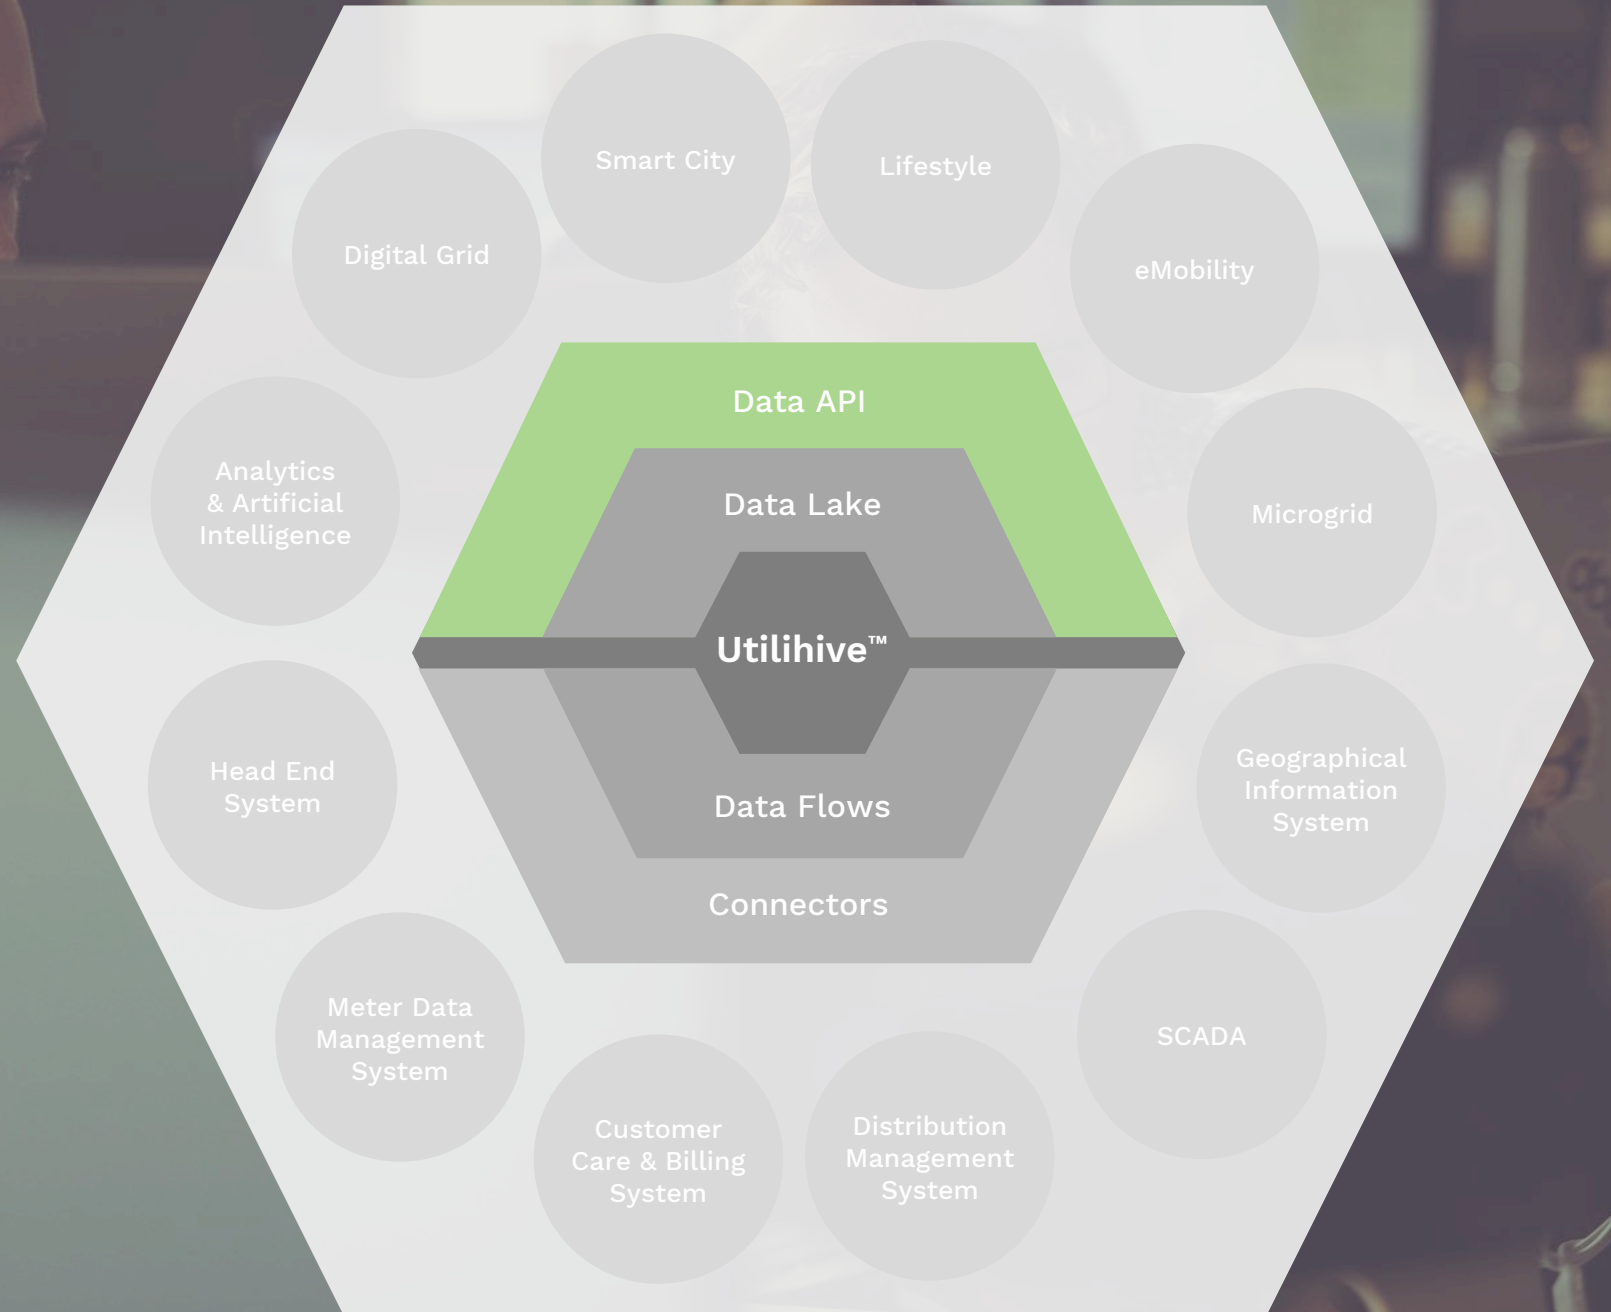 Smart City
Lifestyle
Digital Grid
eMobility
Data API
Analytics
& Artificial
Intelligence
Data Lake
Microgrid
Utilihive™
Head End
System
Geographical
Information
System
Data Flows
Connectors
Meter Data
Management
System
SCADA
Customer
Care & Billing
System
Distribution
Management
System